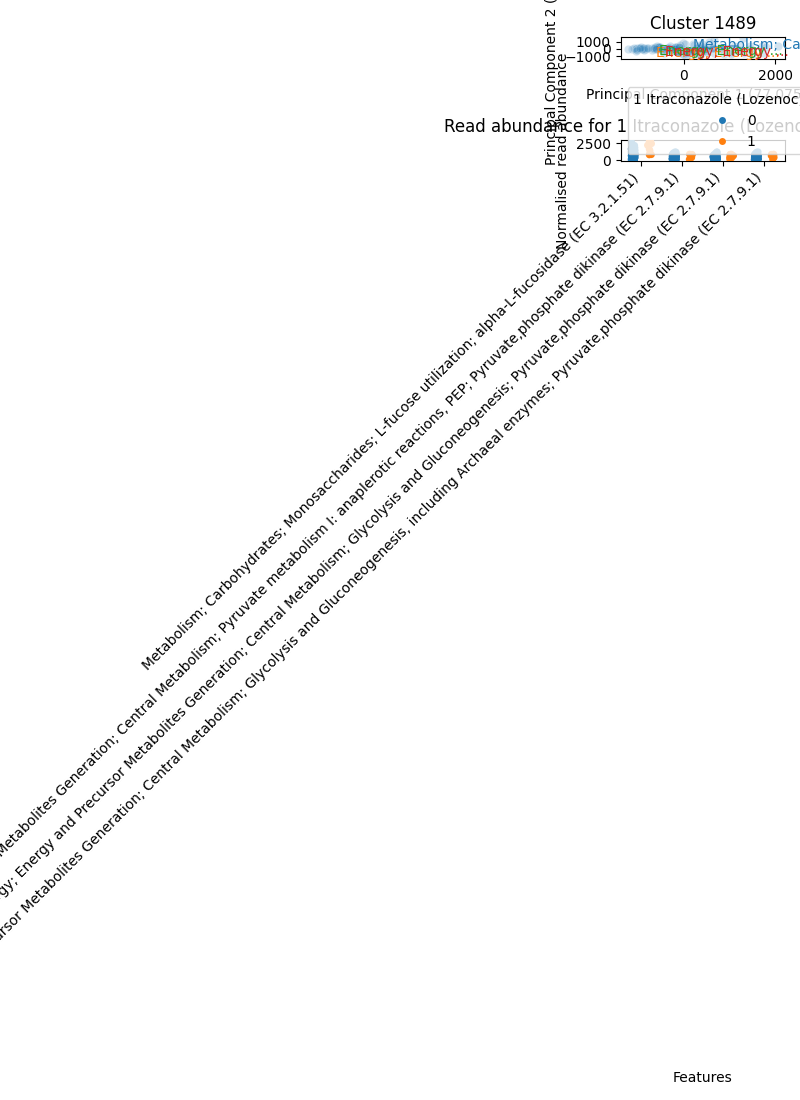 Cluster 1489
Principal Component 2 (
1000
0
−1000
Metabolism; Ca
Energy; Energy...
0
2000
Principal Component 1 (77.075
1 Itraconazole (Lozenoc
0
1
Read abundance for 1 Itraconazole (Lozenoc
Normalised read abundance
2500
0
Metabolism; Carbohydrates; Monosaccharides; L-fucose utilization; alpha-L-fucosidase (EC 3.2.1.51)
Metabolites Generation; Central Metabolism; Pyruvate metabolism I: anaplerotic reactions, PEP; Pyruvate,phosphate dikinase (EC 2.7.9.1)
gy; Energy and Precursor Metabolites Generation; Central Metabolism; Glycolysis and Gluconeogenesis; Pyruvate,phosphate dikinase (EC 2.7.9.1)
ursor Metabolites Generation; Central Metabolism; Glycolysis and Gluconeogenesis, including Archaeal enzymes; Pyruvate,phosphate dikinase (EC 2.7.9.1)
Features